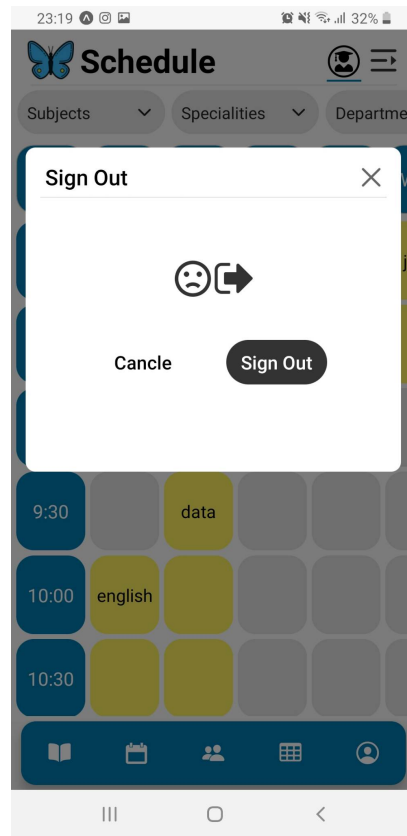 23:19 32%
Schedule
Subjects Specialities Departme
Sign Out
Cancle Sign Out
9:30 data
10:00 english
10:30